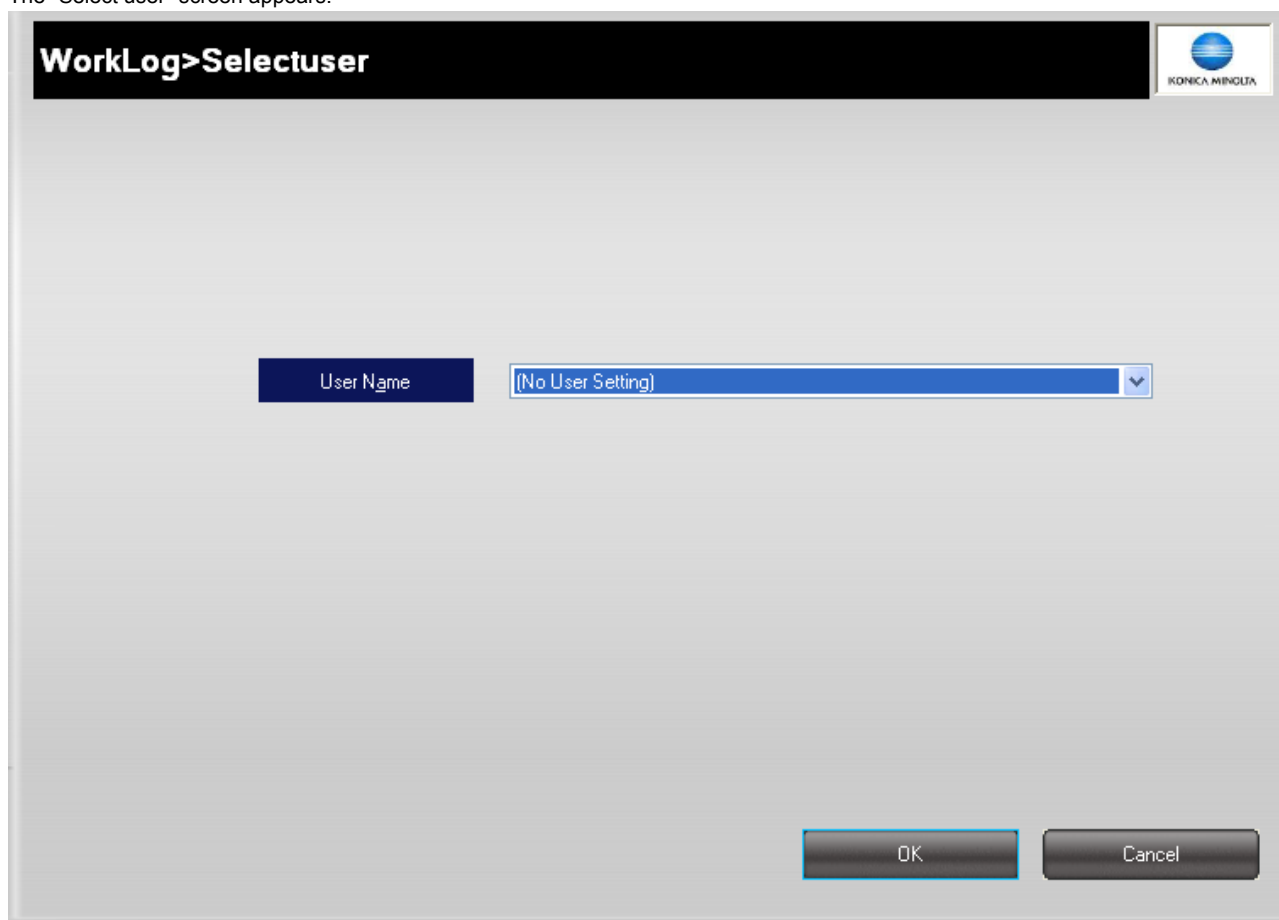 The "Select user" screen appears.
WorkLog>Selectuser
KONICA MINOLTA
User Name
(No User Setting)
OK
Cancel